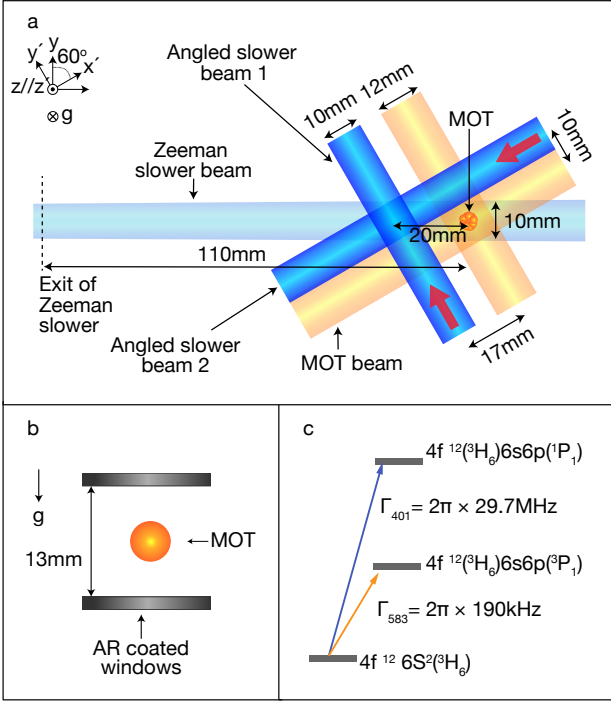 a
y′
y
60°
x′
z//z′
⊗g
Angled slower
beam 1
12mm
10mm
MOT
10mm
Zeeman
slower beam
10mm
20mm
110mm
Exit of
Zeeman
slower
Angled slower
beam 2
MOT beam
17mm
b
g
13mm
MOT
AR coated
windows
c
4f ¹²(³H₆)6s6p(¹P₁)
Γ₄₀₁= 2π × 29.7MHz
4f ¹²(³H₆)6s6p(³P₁)
Γ₅₈₃= 2π × 190kHz
4f ¹² 6S²(³H₆)